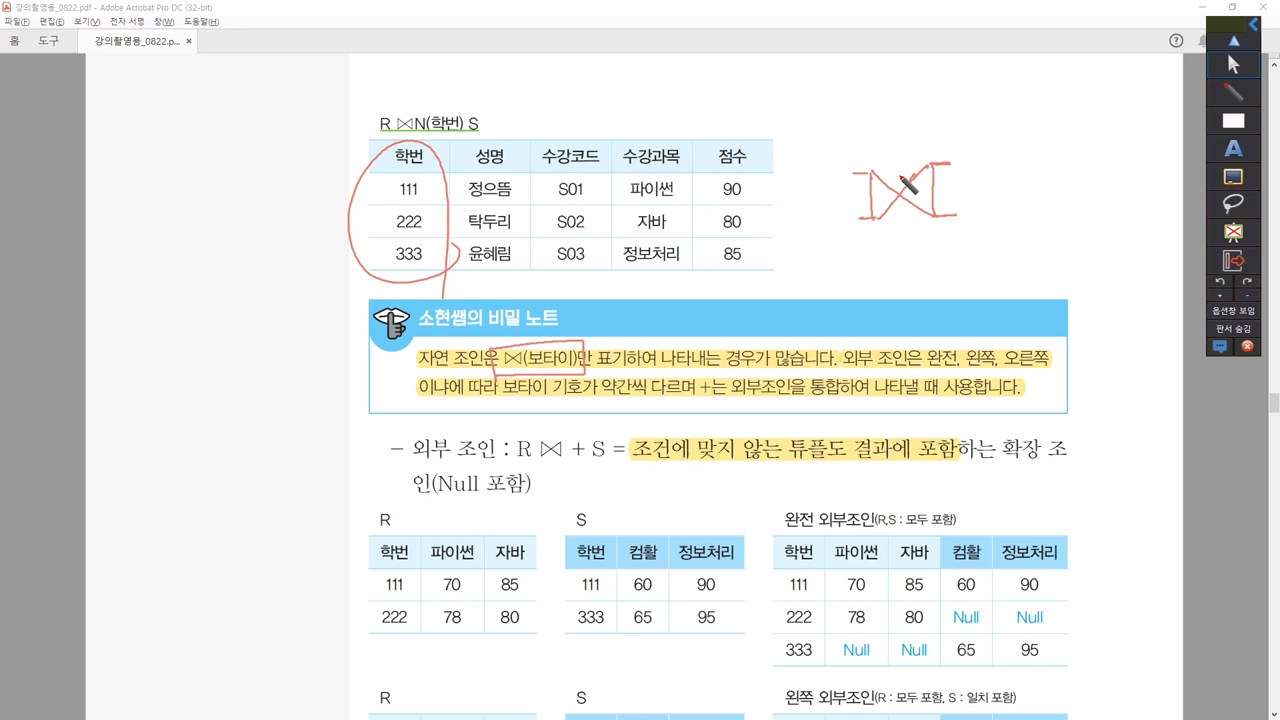 강의촬영용_0822.pdf - Adobe Acrobat Pro DC (32-bit)
파일(F) 편집(E) 보기(V) 전자 서명 창(W) 도움말(H)
홈 도구 강의촬영용_0822.p... ×
R ⋈N(학번) S
학번 성명 수강코드 수강과목 점수
111 정으뜸 S01 파이썬 90
222 탁두리 S02 자바 80
333 윤혜림 S03 정보처리 85
소현쌤의 비밀 노트
자연 조인은 ⋈(보타이)만 표기하여 나타내는 경우가 많습니다. 외부 조인은 완전, 왼쪽, 오른쪽
이냐에 따라 보타이 기호가 약간씩 다르며 +는 외부조인을 통합하여 나타낼 때 사용합니다.
– 외부 조인 : R ⋈ + S = 조건에 맞지 않는 튜플도 결과에 포함하는 확장 조
인(Null 포함)
R
학번 파이썬 자바
111 70 85
222 78 80
S
학번 컴활 정보처리
111 60 90
333 65 95
완전 외부조인(R,S : 모두 포함)
학번 파이썬 자바 컴활 정보처리
111 70 85 60 90
222 78 80 Null Null
333 Null Null 65 95
R
S
왼쪽 외부조인(R : 모두 포함, S : 일치 포함)
A
+ -
옵션창 보임
판서 숨김